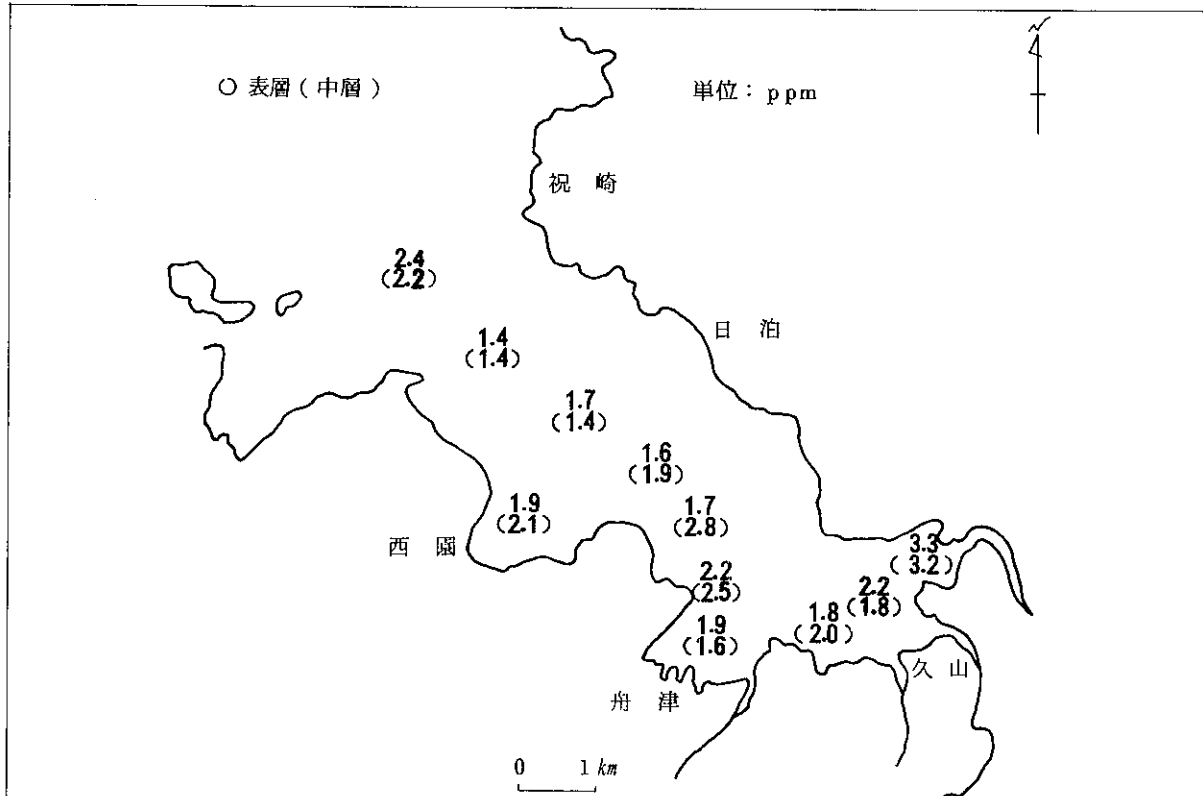 ○ 表層(中層)
単位: ppm
祝崎
2.4
(2.2)
日泊
1.4
(1.4)
1.7
(1.4)
1.6
(1.9)
1.9
(2.1)
1.7
(2.8)
西園
3.3
(3.2)
2.2
(2.5)
2.2
(1.8)
1.8
(2.0)
1.9
(1.6)
久山
舟津
0 1 km